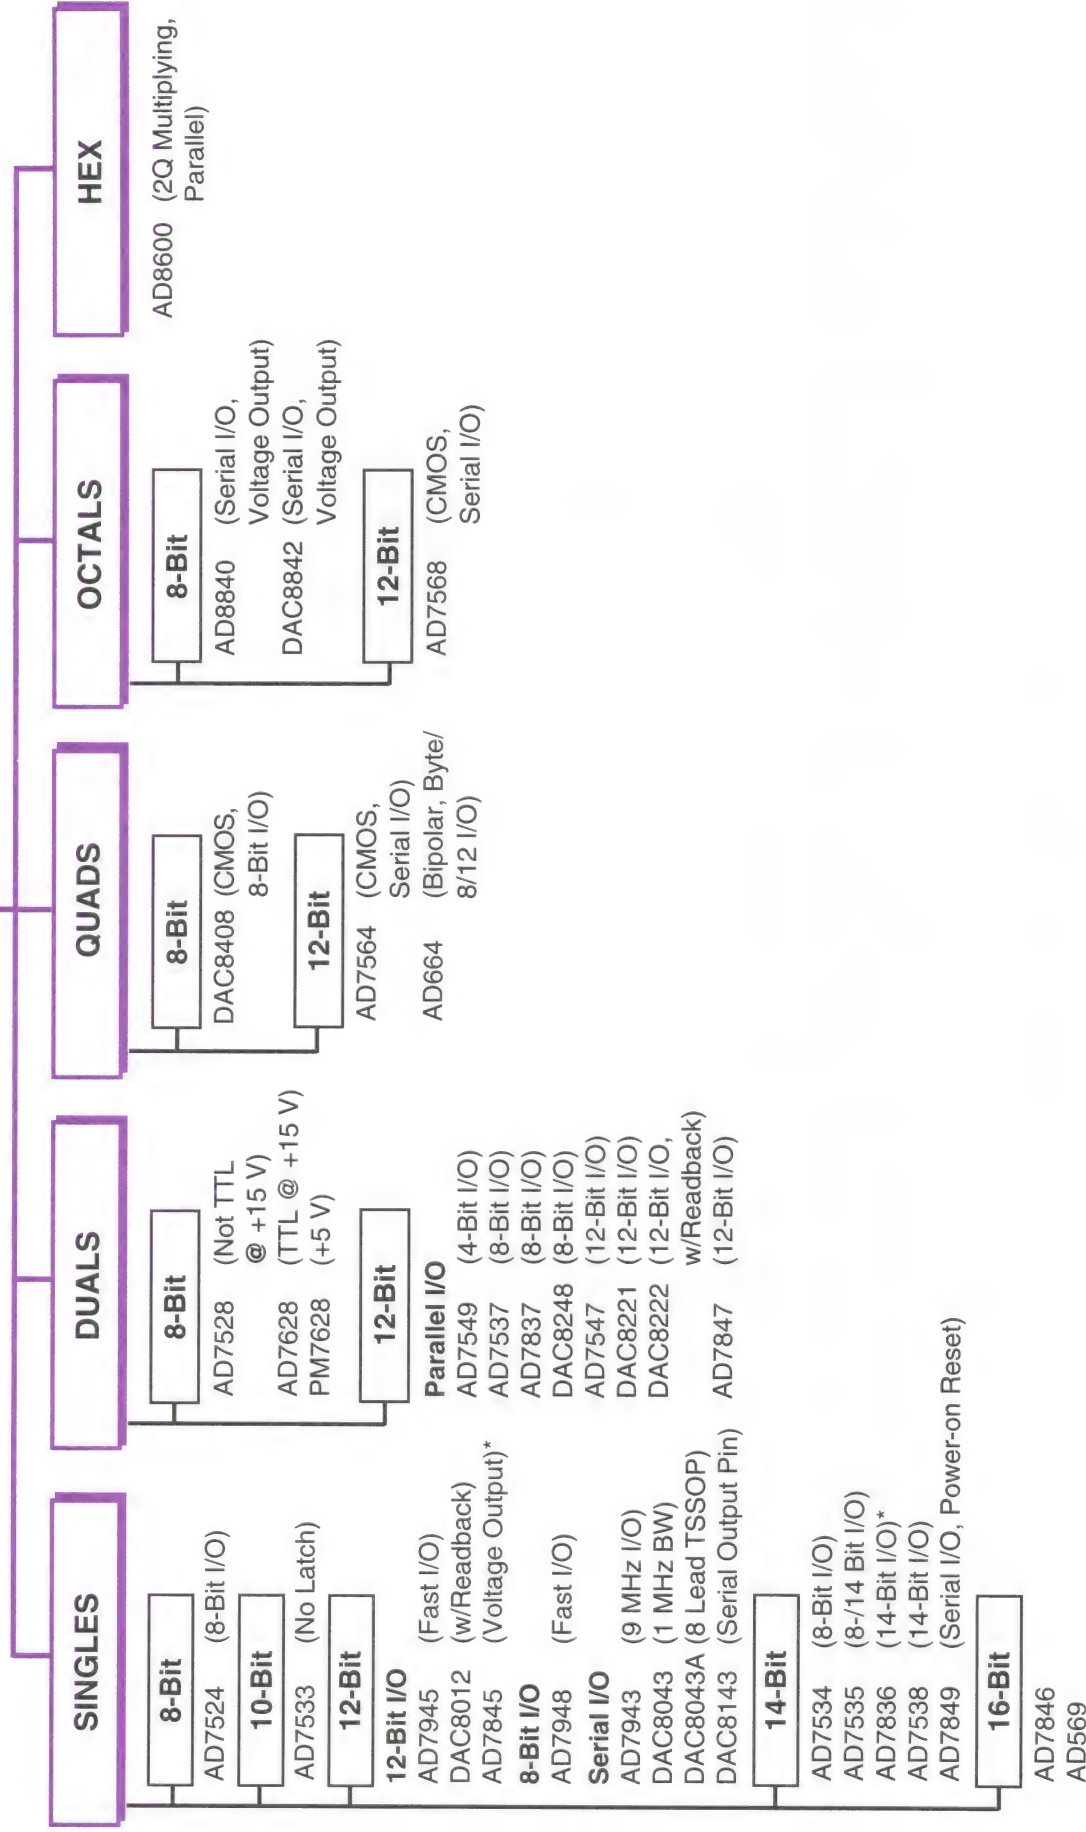 SINGLES
8-Bit
AD7524 (8-Bit I/O)
10-Bit
AD7533 (No Latch)
12-Bit
12-Bit I/O
AD7945 (Fast I/O)
DAC8012 (w/Readback)
AD7845 (Voltage Output)*
8-Bit I/O
AD7948 (Fast I/O)
Serial I/O
AD7943 (9 MHz I/O)
DAC8043 (1 MHz BW)
DAC8043A (8 Lead TSSOP)
DAC8143 (Serial Output Pin)
14-Bit
AD7534 (8-Bit I/O)
AD7535 (8-/14 Bit I/O)
AD7836 (14-Bit I/O)*
AD7538 (14-Bit I/O)
AD7849 (Serial I/O, Power-on Reset)
16-Bit
AD7846
AD569
DUALS
8-Bit
AD7528 (Not TTL
@ +15 V)
AD7628 (TTL @ +15 V)
PM7628 (+5 V)
12-Bit
Parallel I/O
AD7549 (4-Bit I/O)
AD7537 (8-Bit I/O)
AD7837 (8-Bit I/O)
DAC8248 (8-Bit I/O)
AD7547 (12-Bit I/O)
DAC8221 (12-Bit I/O)
DAC8222 (12-Bit I/O,
w/Readback)
AD7847 (12-Bit I/O)
QUADS
8-Bit
DAC8408 (CMOS,
8-Bit I/O)
12-Bit
AD7564 (CMOS,
Serial I/O)
AD664 (Bipolar, Byte/
8/12 I/O)
OCTALS
8-Bit
AD8840 (Serial I/O,
Voltage Output)
DAC8842 (Serial I/O,
Voltage Output)
12-Bit
AD7568 (CMOS,
Serial I/O)
HEX
AD8600 (2Q Multiplying,
Parallel)